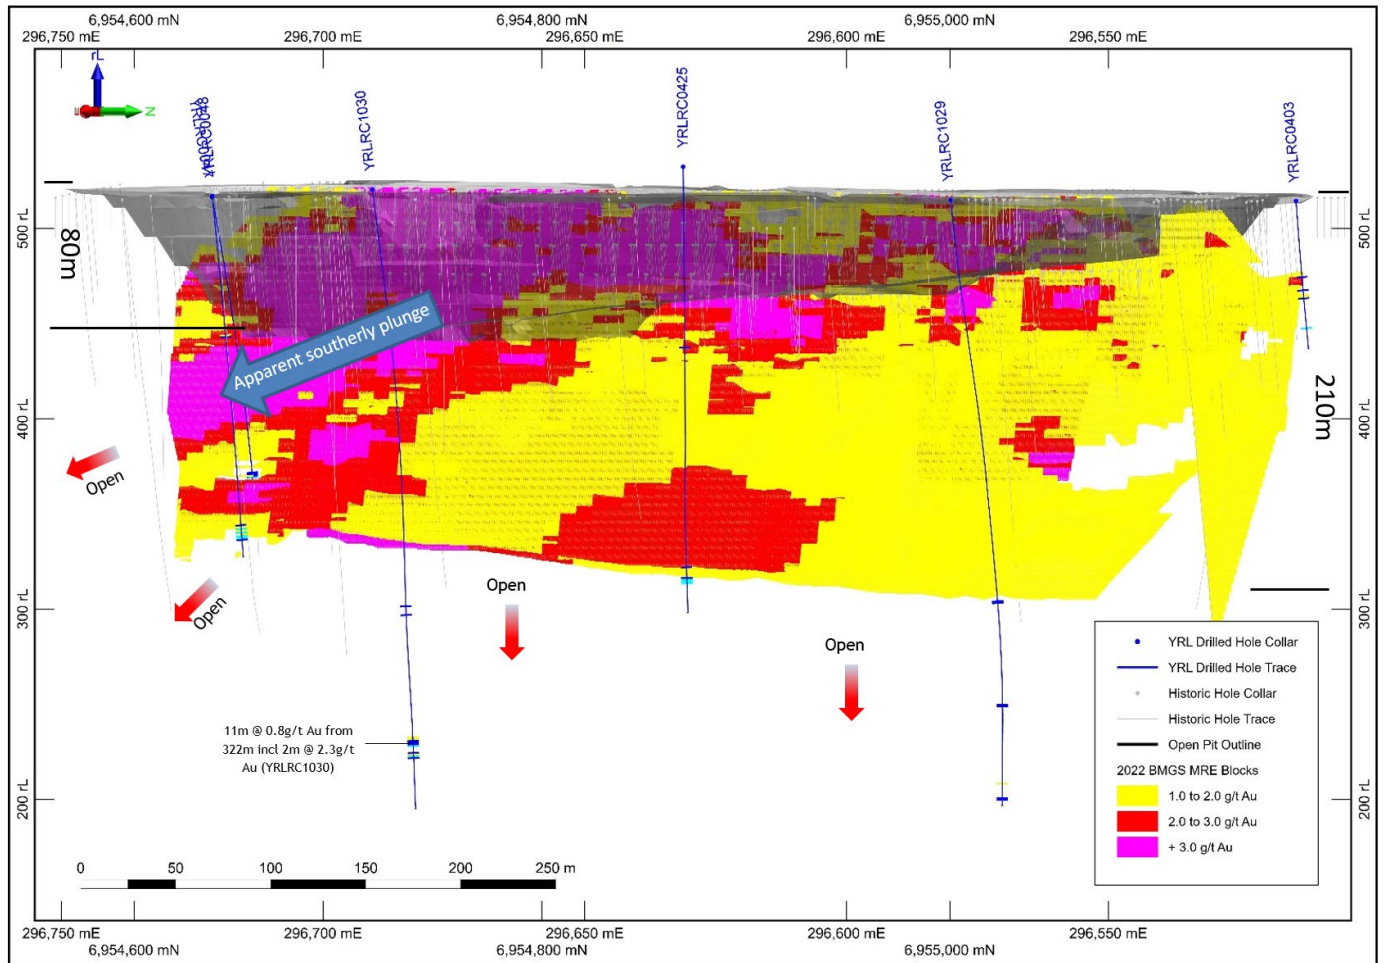 6,954,600 mN 6,954,800 mN 6,955,000 mN
296,750 mE 296,700 mE 296,650 mE 296,600 mE 296,550 mE
rL
N
YRLRC0048
YRLRC1030
YRLRC0425
YRLRC1029
YRLRC0403
500 rL
500 rL
80m
Apparent southerly plunge
400 rL
400 rL
210m
Open
Open
Open
Open
300 rL
300 rL
11m @ 0.8g/t Au from
322m incl 2m @ 2.3g/t
Au (YRLRC1030)
200 rL
200 rL
YRL Drilled Hole Collar
YRL Drilled Hole Trace
Historic Hole Collar
Historic Hole Trace
Open Pit Outline
2022 BMGS MRE Blocks
1.0 to 2.0 g/t Au
2.0 to 3.0 g/t Au
+ 3.0 g/t Au
0 50 100 150 200 250 m
296,750 mE 296,700 mE 296,650 mE 296,600 mE 296,550 mE
6,954,600 mN 6,954,800 mN 6,955,000 mN